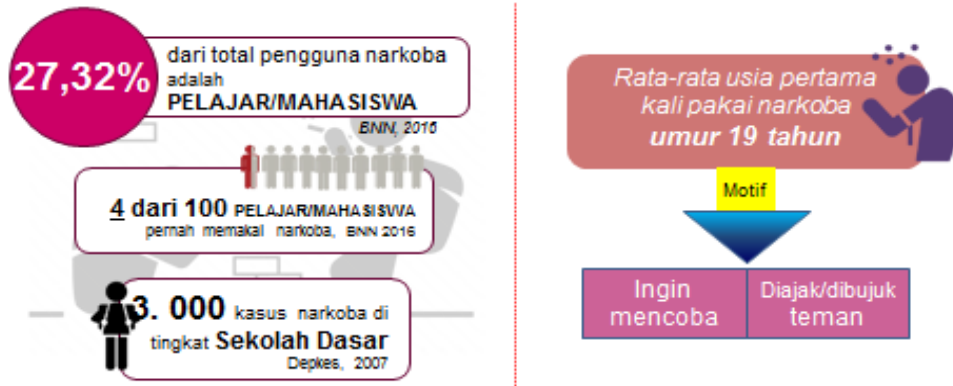 27,32%
dari total pengguna narkoba
adalah
PELAJAR/MAHASISWA
BNN, 2016
4 dari 100 PELAJAR/MAHASISWA
pernah memakai narkoba, BNN 2016
3. 000 kasus narkoba di
tingkat Sekolah Dasar
Depkes, 2007
Rata-rata usia pertama
kali pakai narkoba
umur 19 tahun
Motif
Ingin
mencoba
Diajak/dibujuk
teman